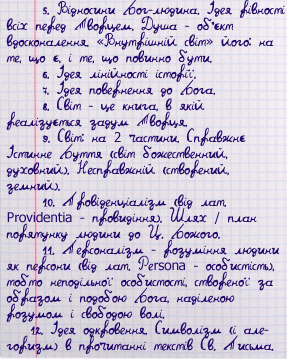 5. Відносини Бог-людина. Ідея рівності
всіх перед Творцем. Душа - об'єкт
вдосконалення. «Внутрішній світ» його: на
те, що є, і те, що повинно бути.
6. Ідея лінійності історії.
7. Ідея повернення до Бога.
8. Світ - це книга, в якій
реалізується задум Творця.
9. Світ: на 2 частини. Справжнє
Істинне Буття (світ божественний,
духовний). Несправжній (створений,
земний).
10. Провіденціалізм (від лат.
Providentia - провидіння). Шлях / план
порятунку людини до Ц. Божого.
11. Персоналізм - розуміння людини
як персони (від лат. Persona - особистість),
тобто неподільної особистості, створеної за
образом і подобою Бога, наділеною
розумом і свободою волі.
12. Ідея одкровення. Символізм (і але-
горизм) в прочитанні текстів Св. Письма.